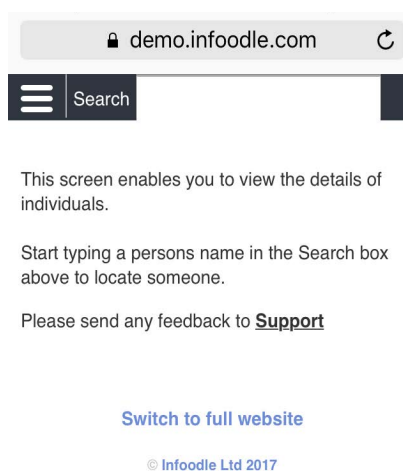 demo.infoodle.com
Search
This screen enables you to view the details of
individuals.
Start typing a persons name in the Search box
above to locate someone.
Please send any feedback to Support
Switch to full website
© Infoodle Ltd 2017